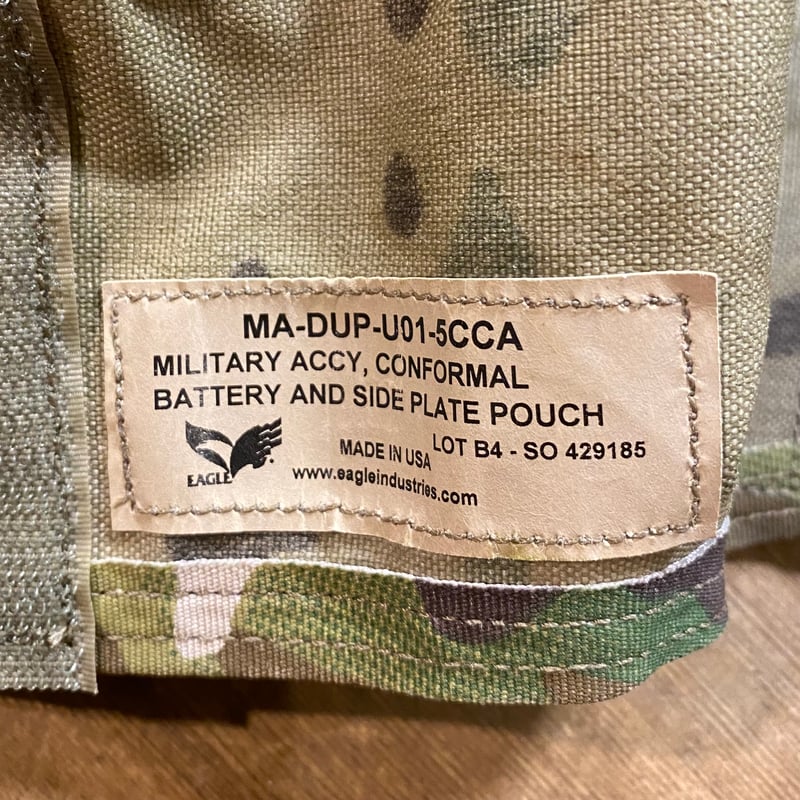 MA-DUP-U01-5CCA
MILITARY ACCY, CONFORMAL
BATTERY AND SIDE PLATE POUCH
EAGLE
MADE IN USA LOT B4 - SO 429185
www.eagleindustries.com